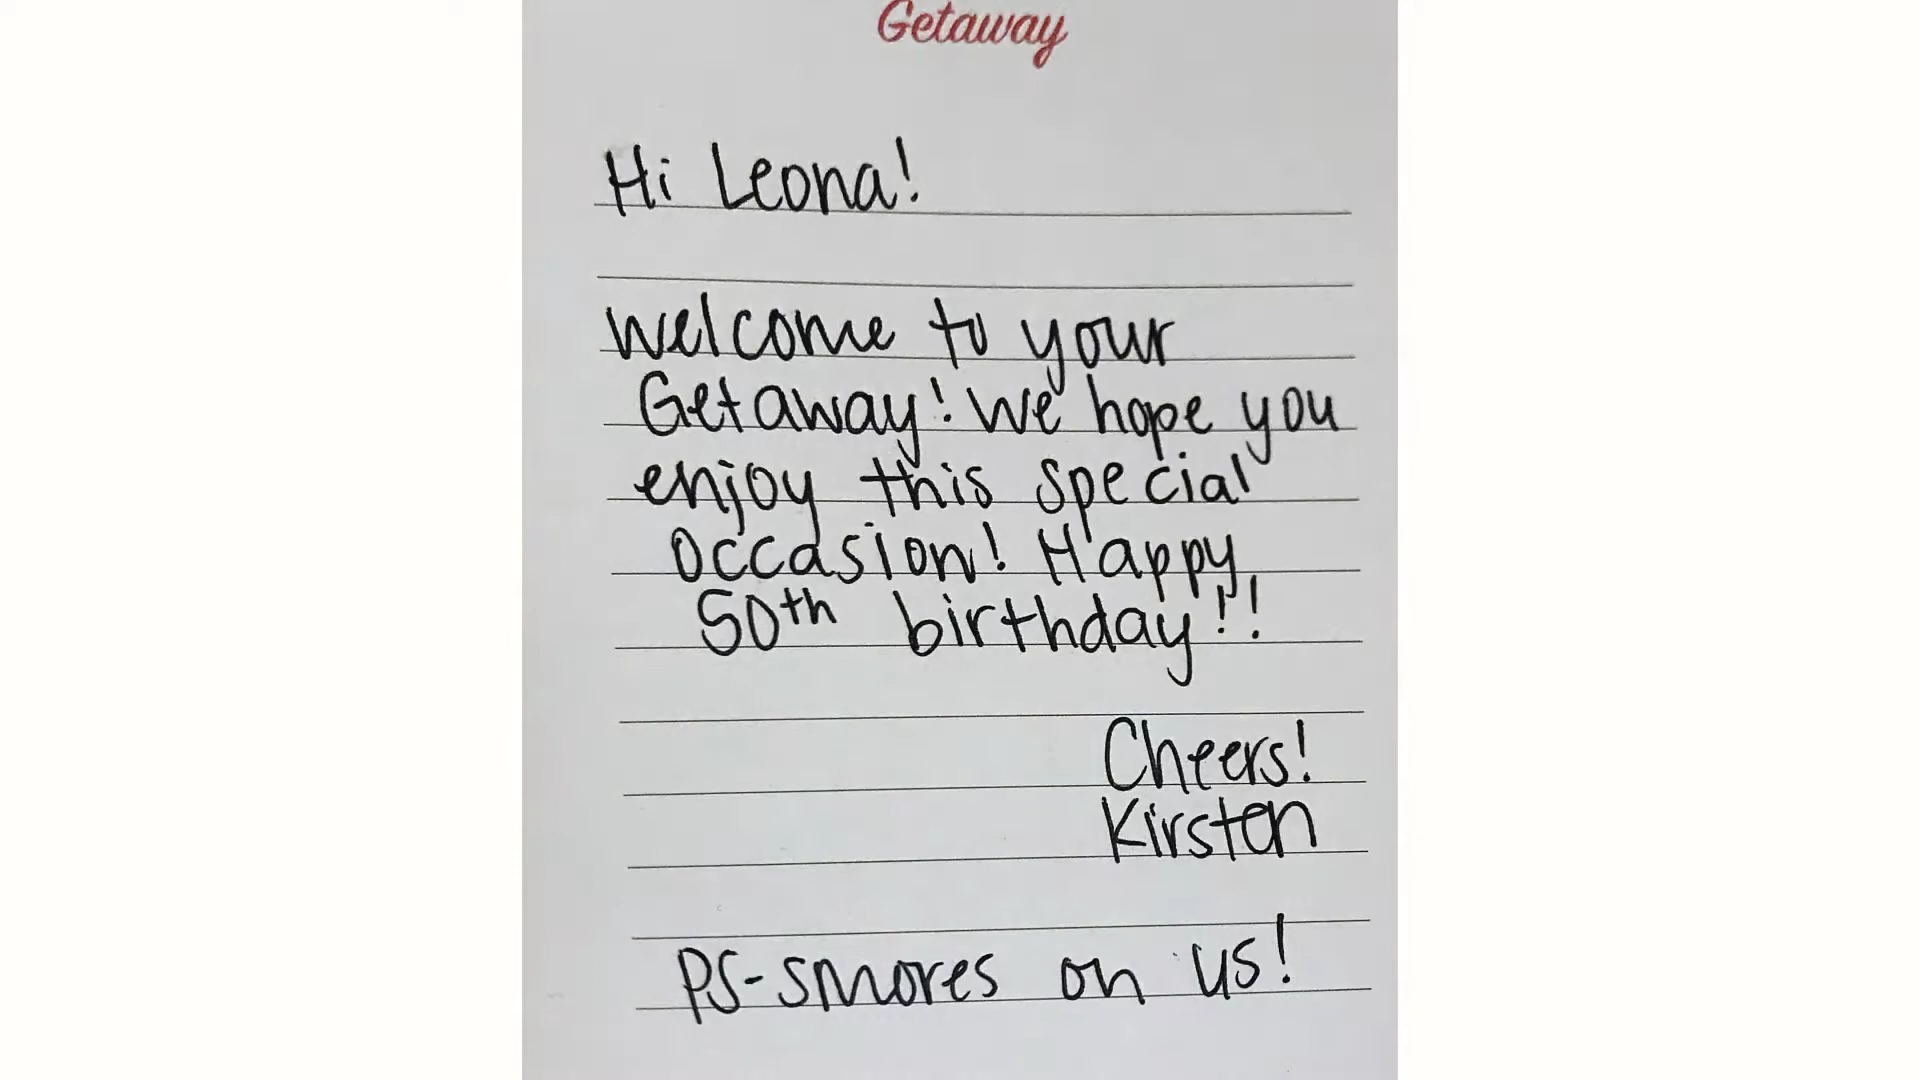 Getaway
Hi Leona!
Welcome to your
Getaway! We hope you
enjoy this special
occasion! Happy
50th birthday!!
Cheers!
Kirsten
PS-smores on us!